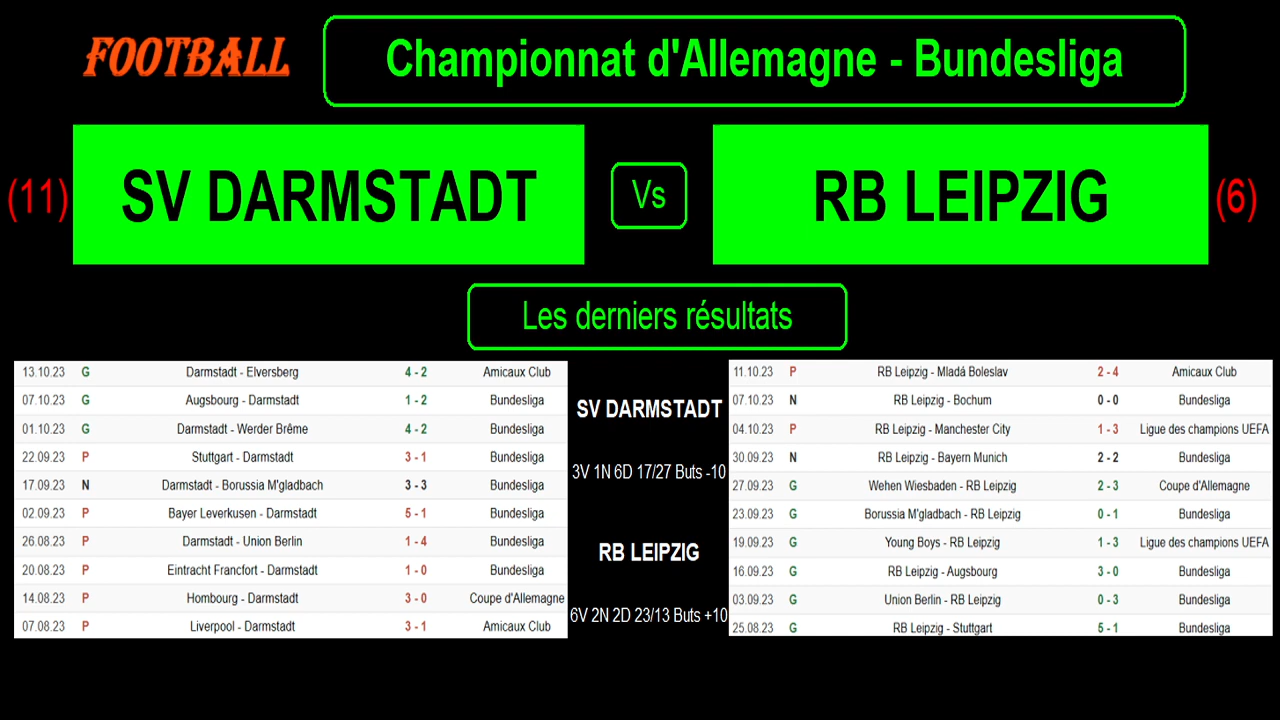 FOOTBALL
Championnat d'Allemagne - Bundesliga
(11) SV DARMSTADT Vs RB LEIPZIG (6)
Les derniers résultats
13.10.23 G Darmstadt - Elversberg 4 - 2 Amicaux Club
07.10.23 G Augsbourg - Darmstadt 1 - 2 Bundesliga
01.10.23 G Darmstadt - Werder Brême 4 - 2 Bundesliga
22.09.23 P Stuttgart - Darmstadt 3 - 1 Bundesliga
17.09.23 N Darmstadt - Borussia M'gladbach 3 - 3 Bundesliga
02.09.23 P Bayer Leverkusen - Darmstadt 5 - 1 Bundesliga
26.08.23 P Darmstadt - Union Berlin 1 - 4 Bundesliga
20.08.23 P Eintracht Francfort - Darmstadt 1 - 0 Bundesliga
14.08.23 P Hombourg - Darmstadt 3 - 0 Coupe d'Allemagne
07.08.23 P Liverpool - Darmstadt 3 - 1 Amicaux Club
SV DARMSTADT
3V 1N 6D 17/27 Buts -10
RB LEIPZIG
6V 2N 2D 23/13 Buts +10
11.10.23 P RB Leipzig - Mladá Boleslav 2 - 4 Amicaux Club
07.10.23 N RB Leipzig - Bochum 0 - 0 Bundesliga
04.10.23 P RB Leipzig - Manchester City 1 - 3 Ligue des champions UEFA
30.09.23 N RB Leipzig - Bayern Munich 2 - 2 Bundesliga
27.09.23 G Wehen Wiesbaden - RB Leipzig 2 - 3 Coupe d'Allemagne
23.09.23 G Borussia M'gladbach - RB Leipzig 0 - 1 Bundesliga
19.09.23 G Young Boys - RB Leipzig 1 - 3 Ligue des champions UEFA
16.09.23 G RB Leipzig - Augsbourg 3 - 0 Bundesliga
03.09.23 G Union Berlin - RB Leipzig 0 - 3 Bundesliga
25.08.23 G RB Leipzig - Stuttgart 5 - 1 Bundesliga